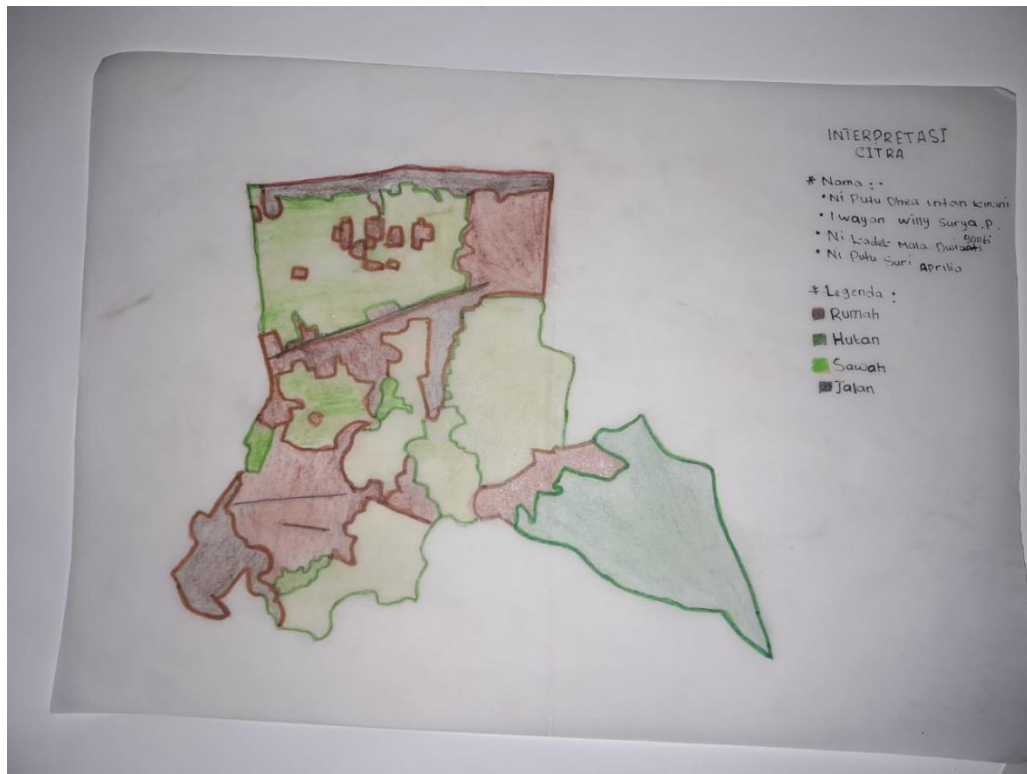 INTERPRETASI
CITRA
* Nama :
• Ni Putu Dhea intan
• I wayan willy Surya .P.
• Ni kadek Mala
• Ni Putu Suri Aprilia
* Legenda :
Rumah
Hutan
Sawah
Jalan